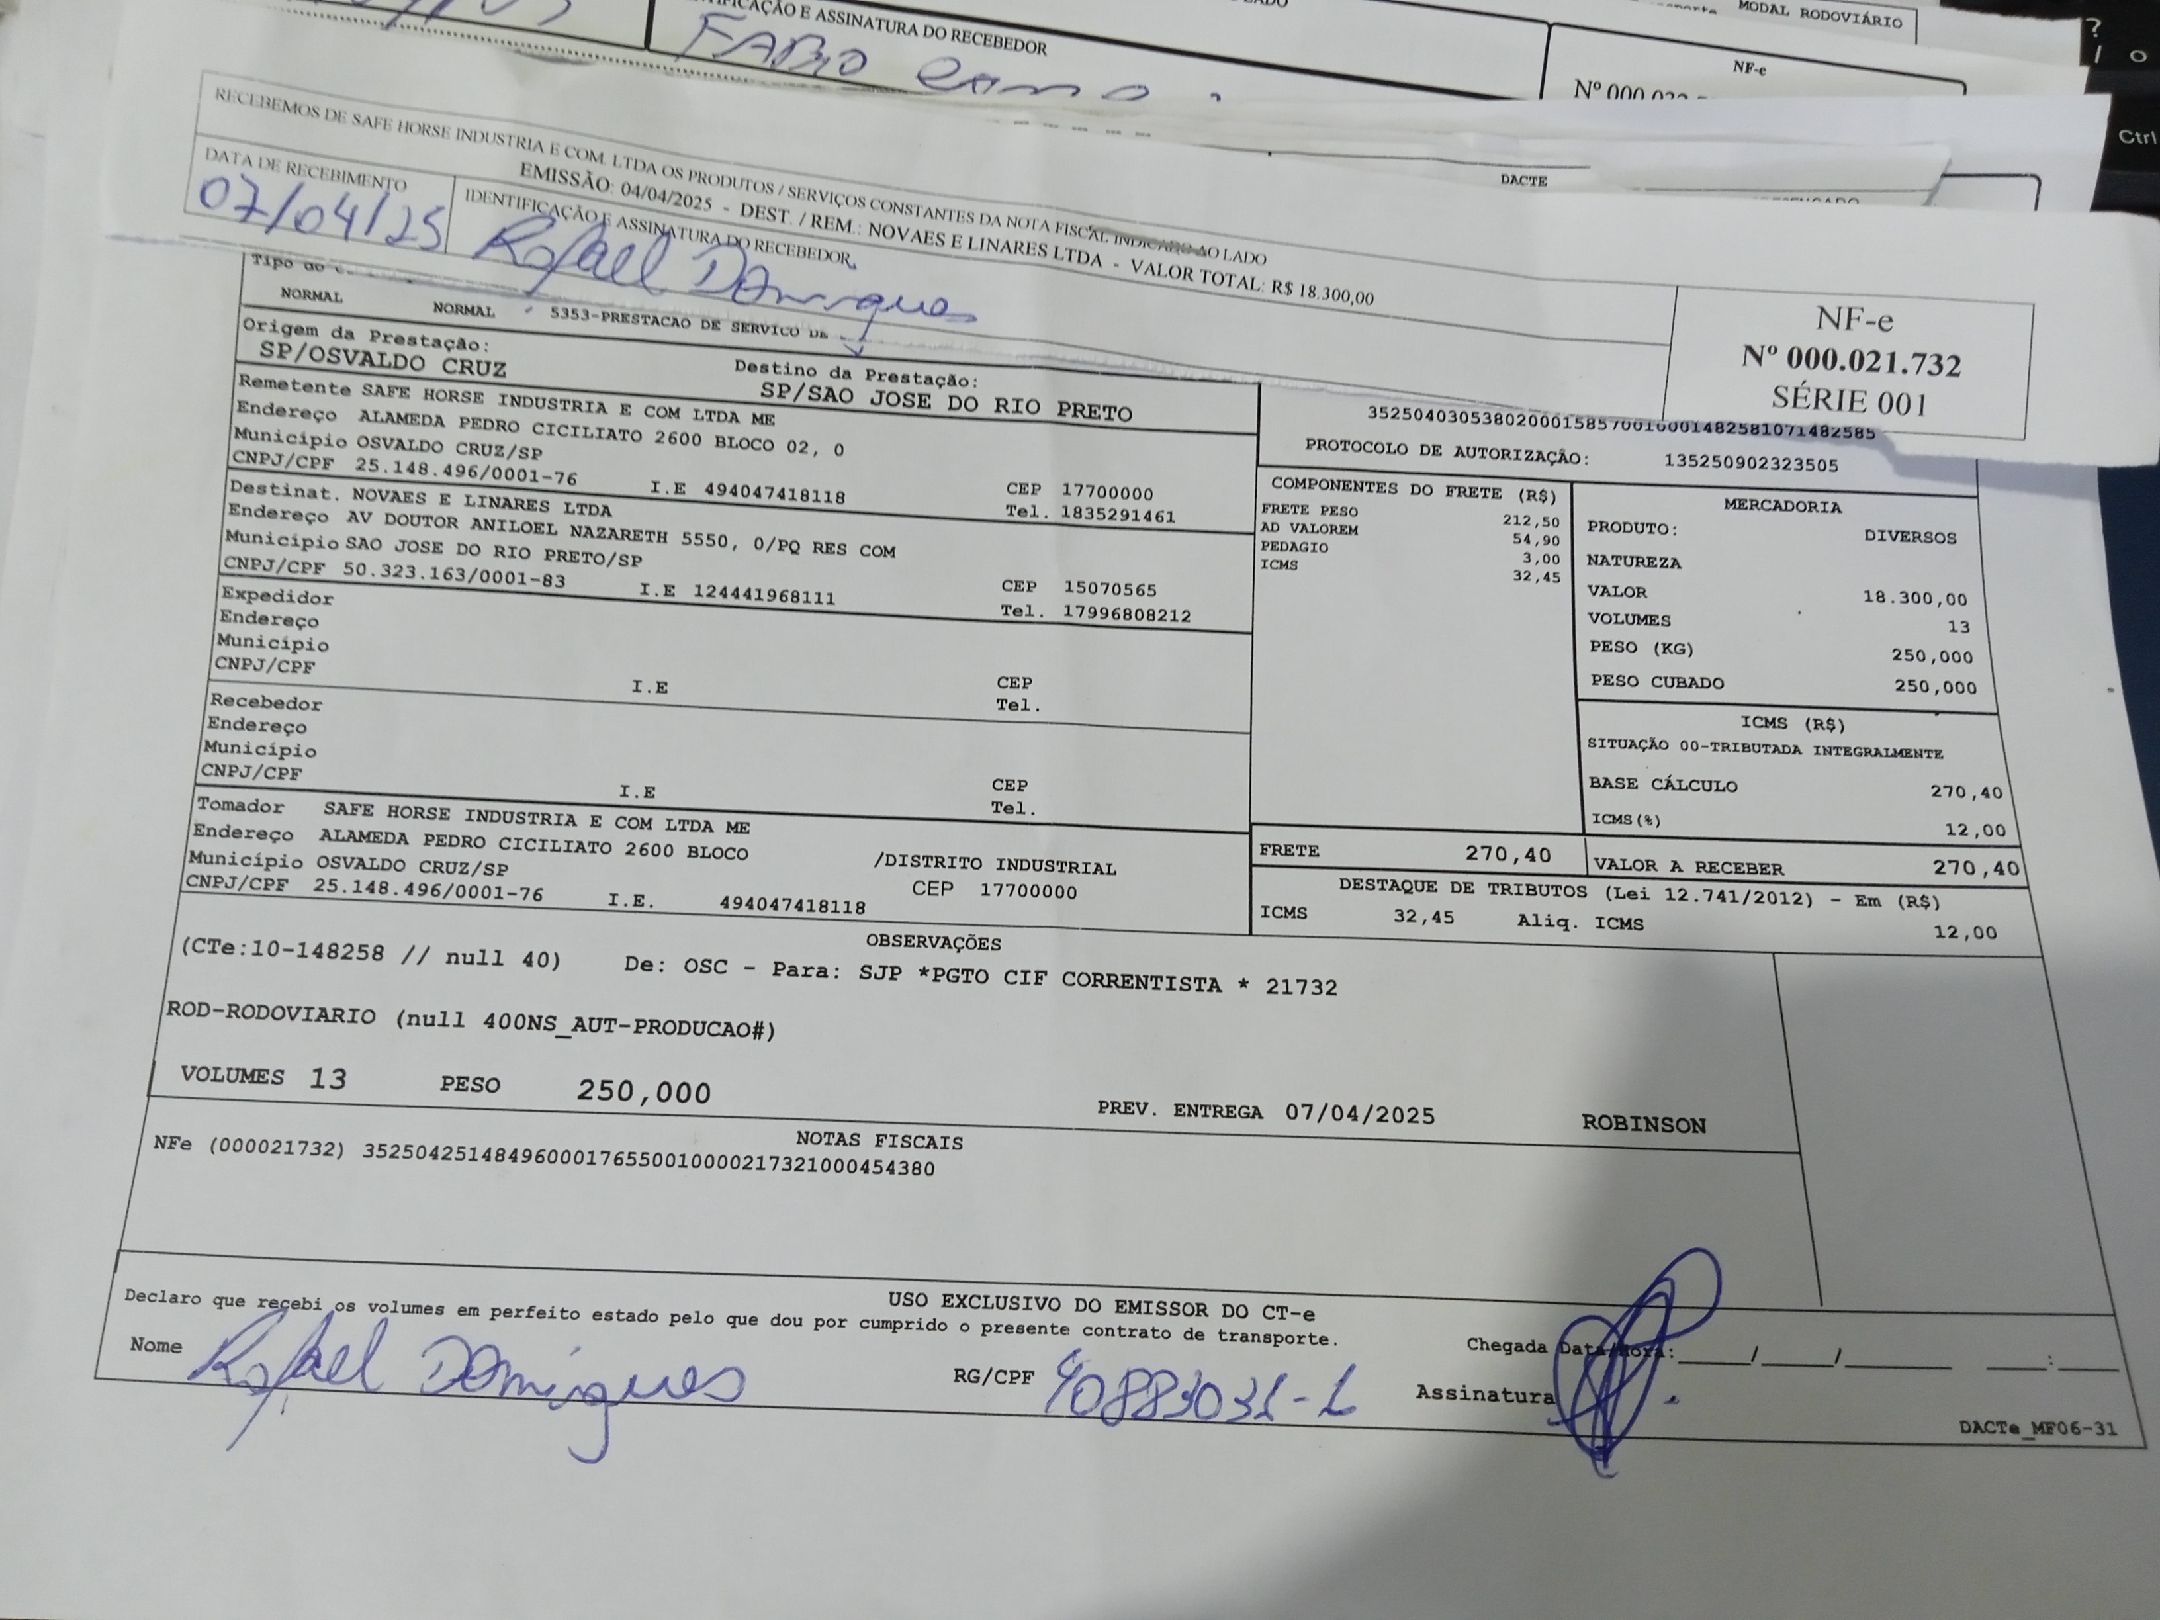 IDENTIFICAÇÃO E ASSINATURA DO RECEBEDOR
FABIO
MODAL RODOVIÁRIO
NF-e
?
/
Ctrl
DACTE
RECEBEMOS DE SAFE HORSE INDUSTRIA E COM. LTDA OS PRODUTOS / SERVIÇOS CONSTANTES DA NOTA FISCAL INDICADO AO LADO
EMISSÃO: 04/04/2025 - DEST. / REM.: NOVAES E LINARES LTDA - VALOR TOTAL: R$ 18.300,00
DATA DE RECEBIMENTO
07/04/25
IDENTIFICAÇÃO E ASSINATURA DO RECEBEDOR
Rafael Domingues
NF-e
Nº 000.021.732
SÉRIE 001
Tipo do
NORMAL NORMAL 5353-PRESTACAO DE SERVICO DE
Origem da Prestação: Destino da Prestação:
SP/OSVALDO CRUZ SP/SAO JOSE DO RIO PRETO
Remetente SAFE HORSE INDUSTRIA E COM LTDA ME
Endereço ALAMEDA PEDRO CICILIATO 2600 BLOCO 02, 0
Município OSVALDO CRUZ/SP CEP 17700000
CNPJ/CPF 25.148.496/0001-76 I.E 494047418118 Tel. 1835291461
Destinat. NOVAES E LINARES LTDA
Endereço AV DOUTOR ANILOEL NAZARETH 5550, 0/PQ RES COM
Município SAO JOSE DO RIO PRETO/SP CEP 15070565
CNPJ/CPF 50.323.163/0001-83 I.E 124441968111 Tel. 17996808212
Expedidor
Endereço
Município CEP
CNPJ/CPF I.E Tel.
Recebedor
Endereço
Município CEP
CNPJ/CPF I.E Tel.
Tomador SAFE HORSE INDUSTRIA E COM LTDA ME
Endereço ALAMEDA PEDRO CICILIATO 2600 BLOCO /DISTRITO INDUSTRIAL
Município OSVALDO CRUZ/SP CEP 17700000
CNPJ/CPF 25.148.496/0001-76 I.E. 494047418118
35250403053802000158570010001482581071482585
PROTOCOLO DE AUTORIZAÇÃO: 135250902323505
COMPONENTES DO FRETE (R$)
FRETE PESO 212,50
AD VALOREM 54,90
PEDAGIO 3,00
ICMS 32,45
MERCADORIA
PRODUTO: DIVERSOS
NATUREZA
VALOR 18.300,00
VOLUMES 13
PESO (KG) 250,000
PESO CUBADO 250,000
ICMS (R$)
SITUAÇÃO 00-TRIBUTADA INTEGRALMENTE
BASE CÁLCULO 270,40
ICMS(%) 12,00
FRETE 270,40 VALOR A RECEBER 270,40
DESTAQUE DE TRIBUTOS (Lei 12.741/2012) - Em (R$)
ICMS 32,45 Aliq. ICMS 12,00
OBSERVAÇÕES
(CTe:10-148258 // null 40) De: OSC - Para: SJP *PGTO CIF CORRENTISTA * 21732
ROD-RODOVIARIO (null 400NS_AUT-PRODUCAO#)
VOLUMES 13 PESO 250,000 PREV. ENTREGA 07/04/2025 ROBINSON
NOTAS FISCAIS
NFe (000021732) 35250425148496000176550010000217321000454380
USO EXCLUSIVO DO EMISSOR DO CT-e
Declaro que recebi os volumes em perfeito estado pelo que dou por cumprido o presente contrato de transporte.
Chegada Data/Hora: ____/____/______ ___:___
Nome Rafael Domingues RG/CPF 40883031-1 Assinatura
DACTe_MF06-31